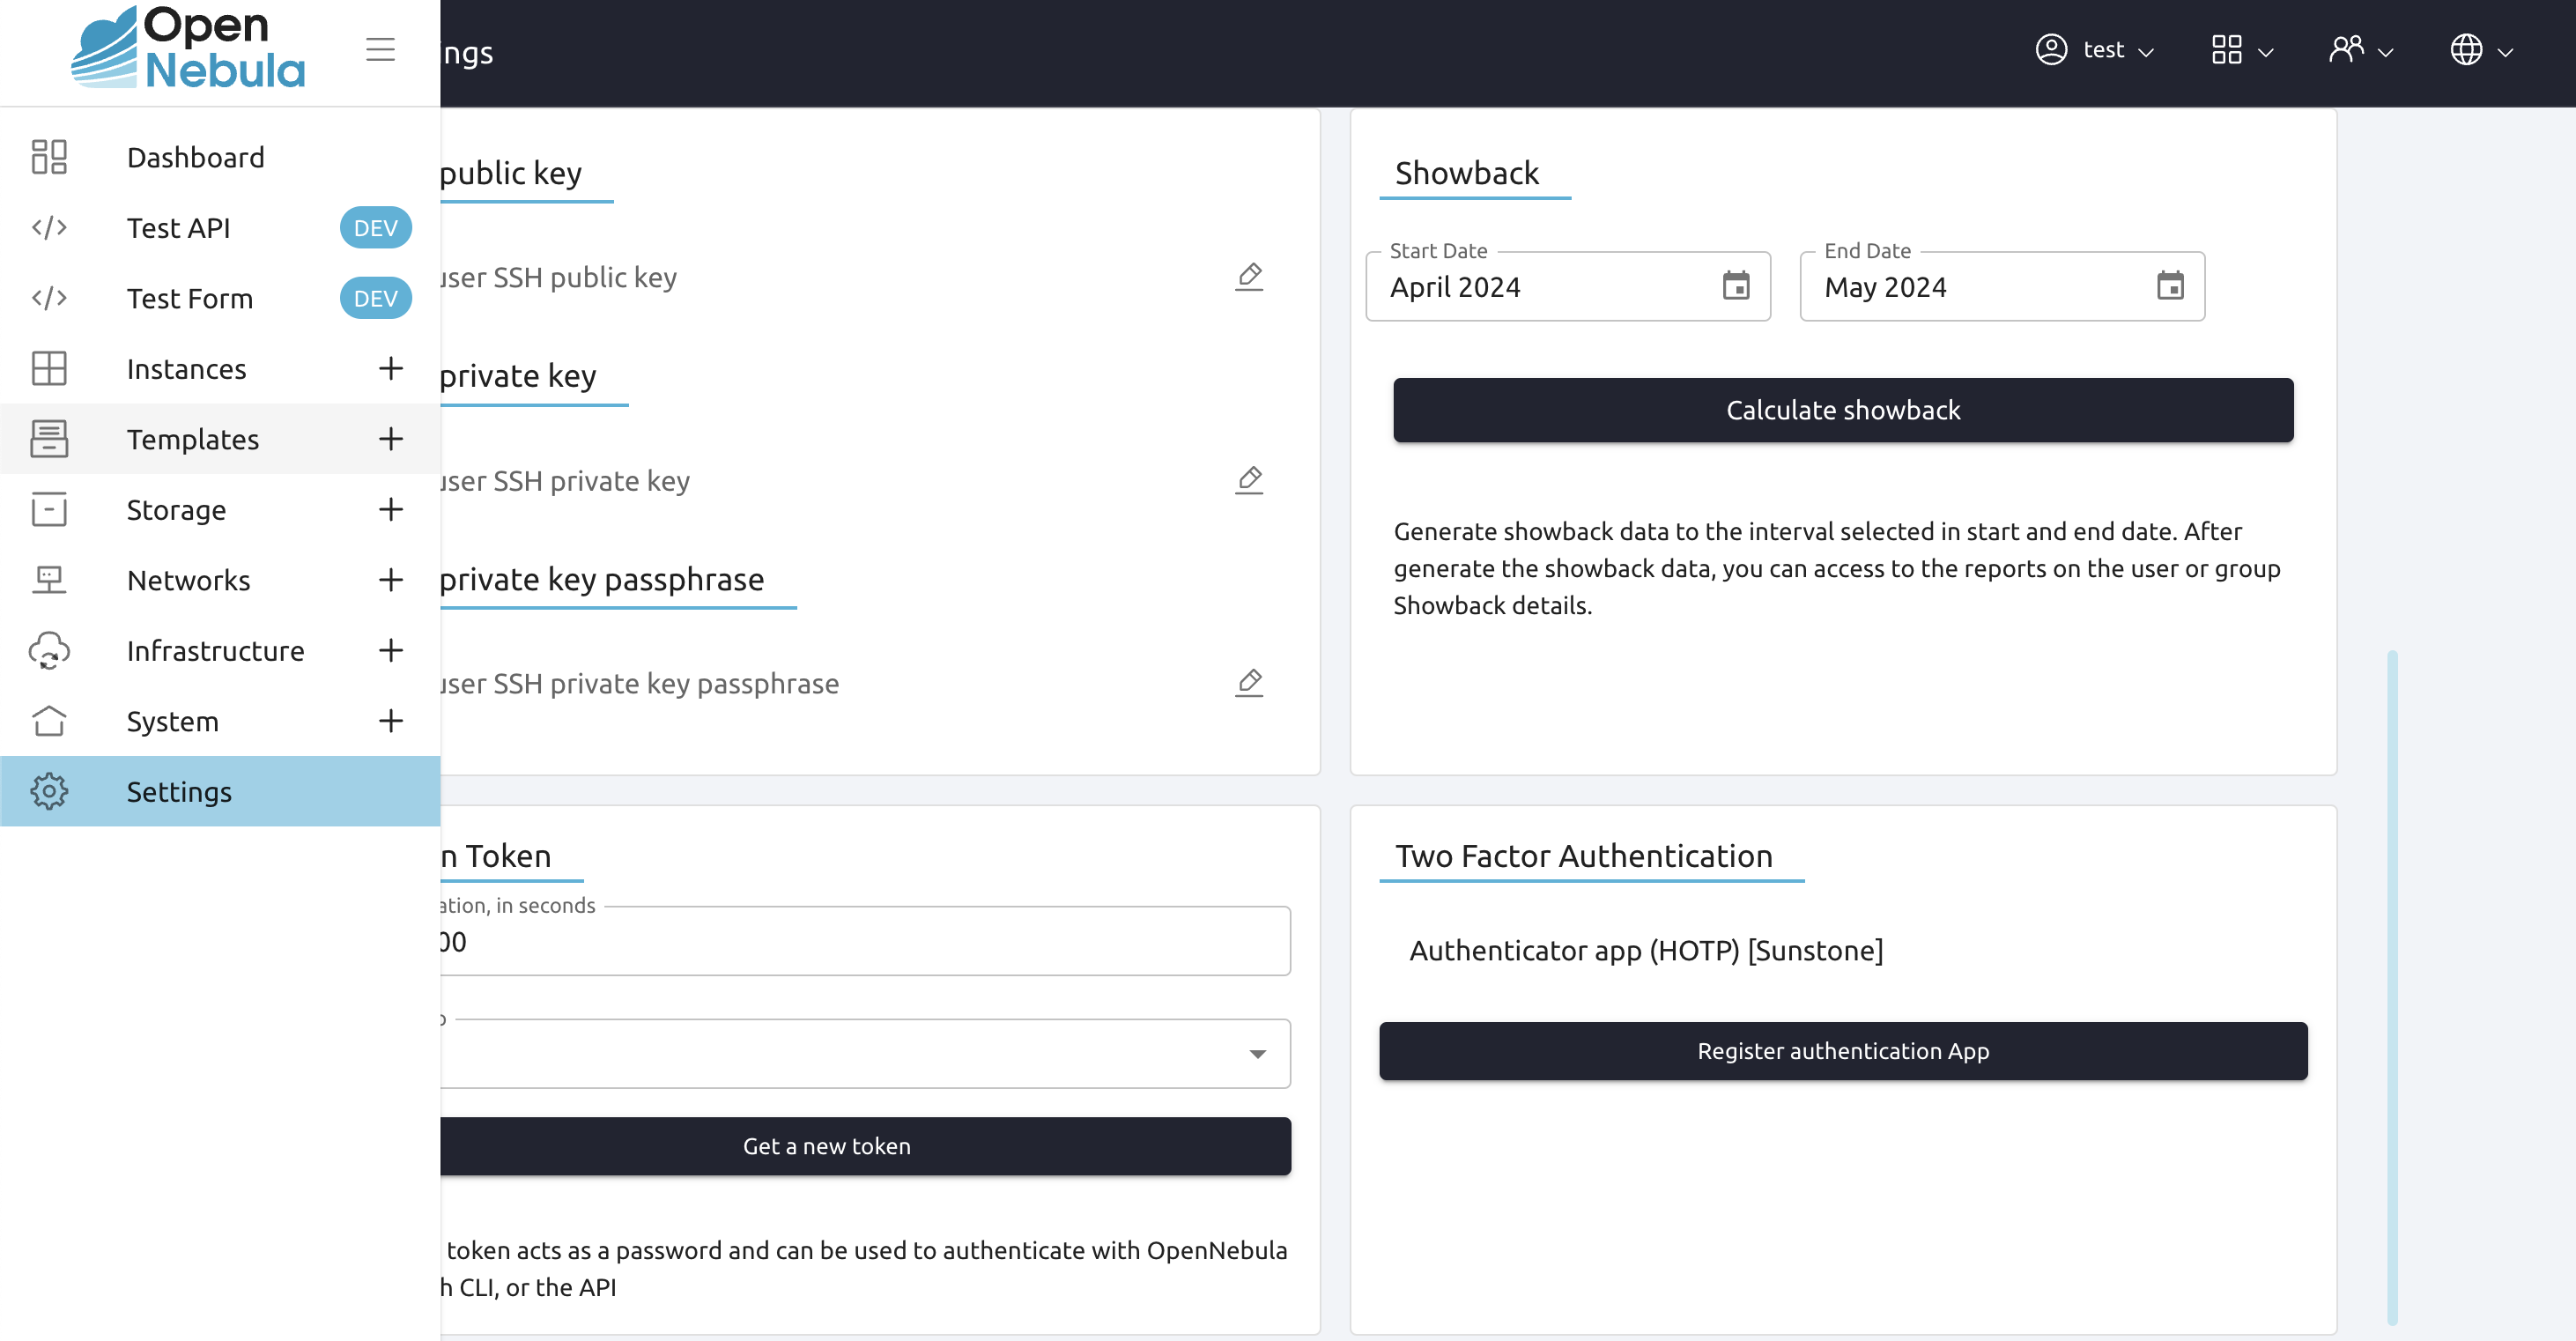 Open
Nebula
ngs
test
Dashboard
Test API
DEV
Test Form
DEV
Instances
Templates
Storage
Networks
Infrastructure
System
Settings
public key
user SSH public key
private key
user SSH private key
private key passphrase
user SSH private key passphrase
Showback
Start Date
April 2024
End Date
May 2024
Calculate showback
Generate showback data to the interval selected in start and end date. After
generate the showback data, you can access to the reports on the user or group
Showback details.
n Token
ation, in seconds
00
Get a new token
token acts as a password and can be used to authenticate with OpenNebula
h CLI, or the API
Two Factor Authentication
Authenticator app (HOTP) [Sunstone]
Register authentication App